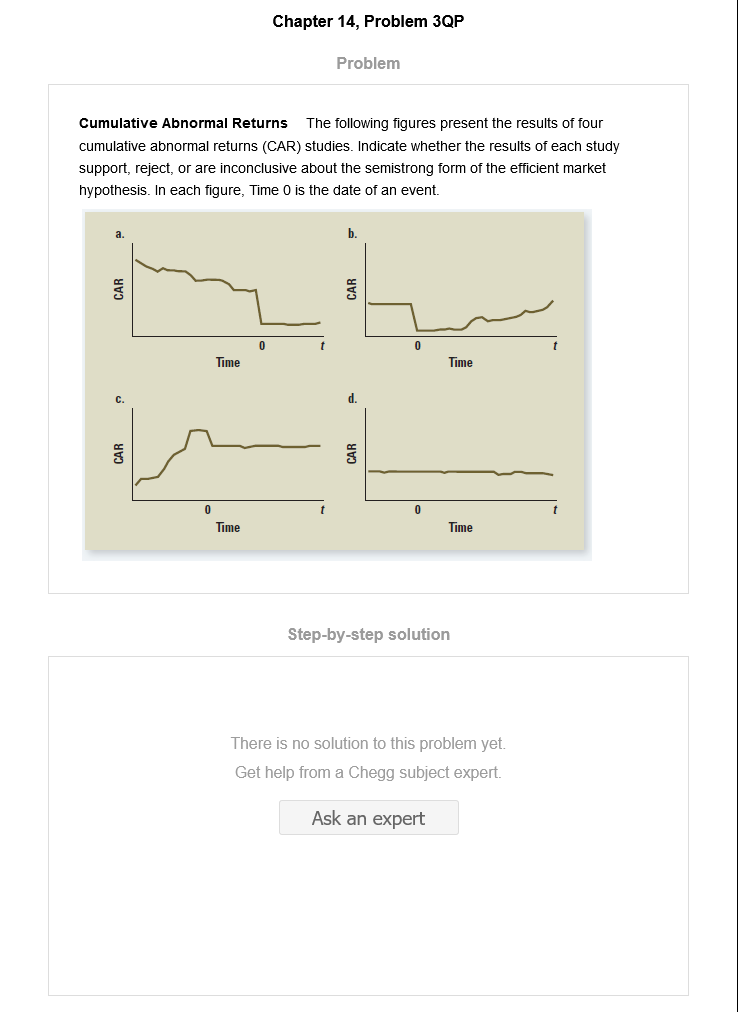 Chapter 14, Problem 3QP
Problem
Cumulative Abnormal Returns The following figures present the results of four
cumulative abnormal returns (CAR) studies. Indicate whether the results of each study
support, reject, or are inconclusive about the semistrong form of the efficient market
hypothesis. In each figure, Time 0 is the date of an event.
a.
CAR
0
t
Time
b.
CAR
0
t
Time
c.
CAR
0
t
Time
d.
CAR
0
t
Time
Step-by-step solution
There is no solution to this problem yet.
Get help from a Chegg subject expert.
Ask an expert